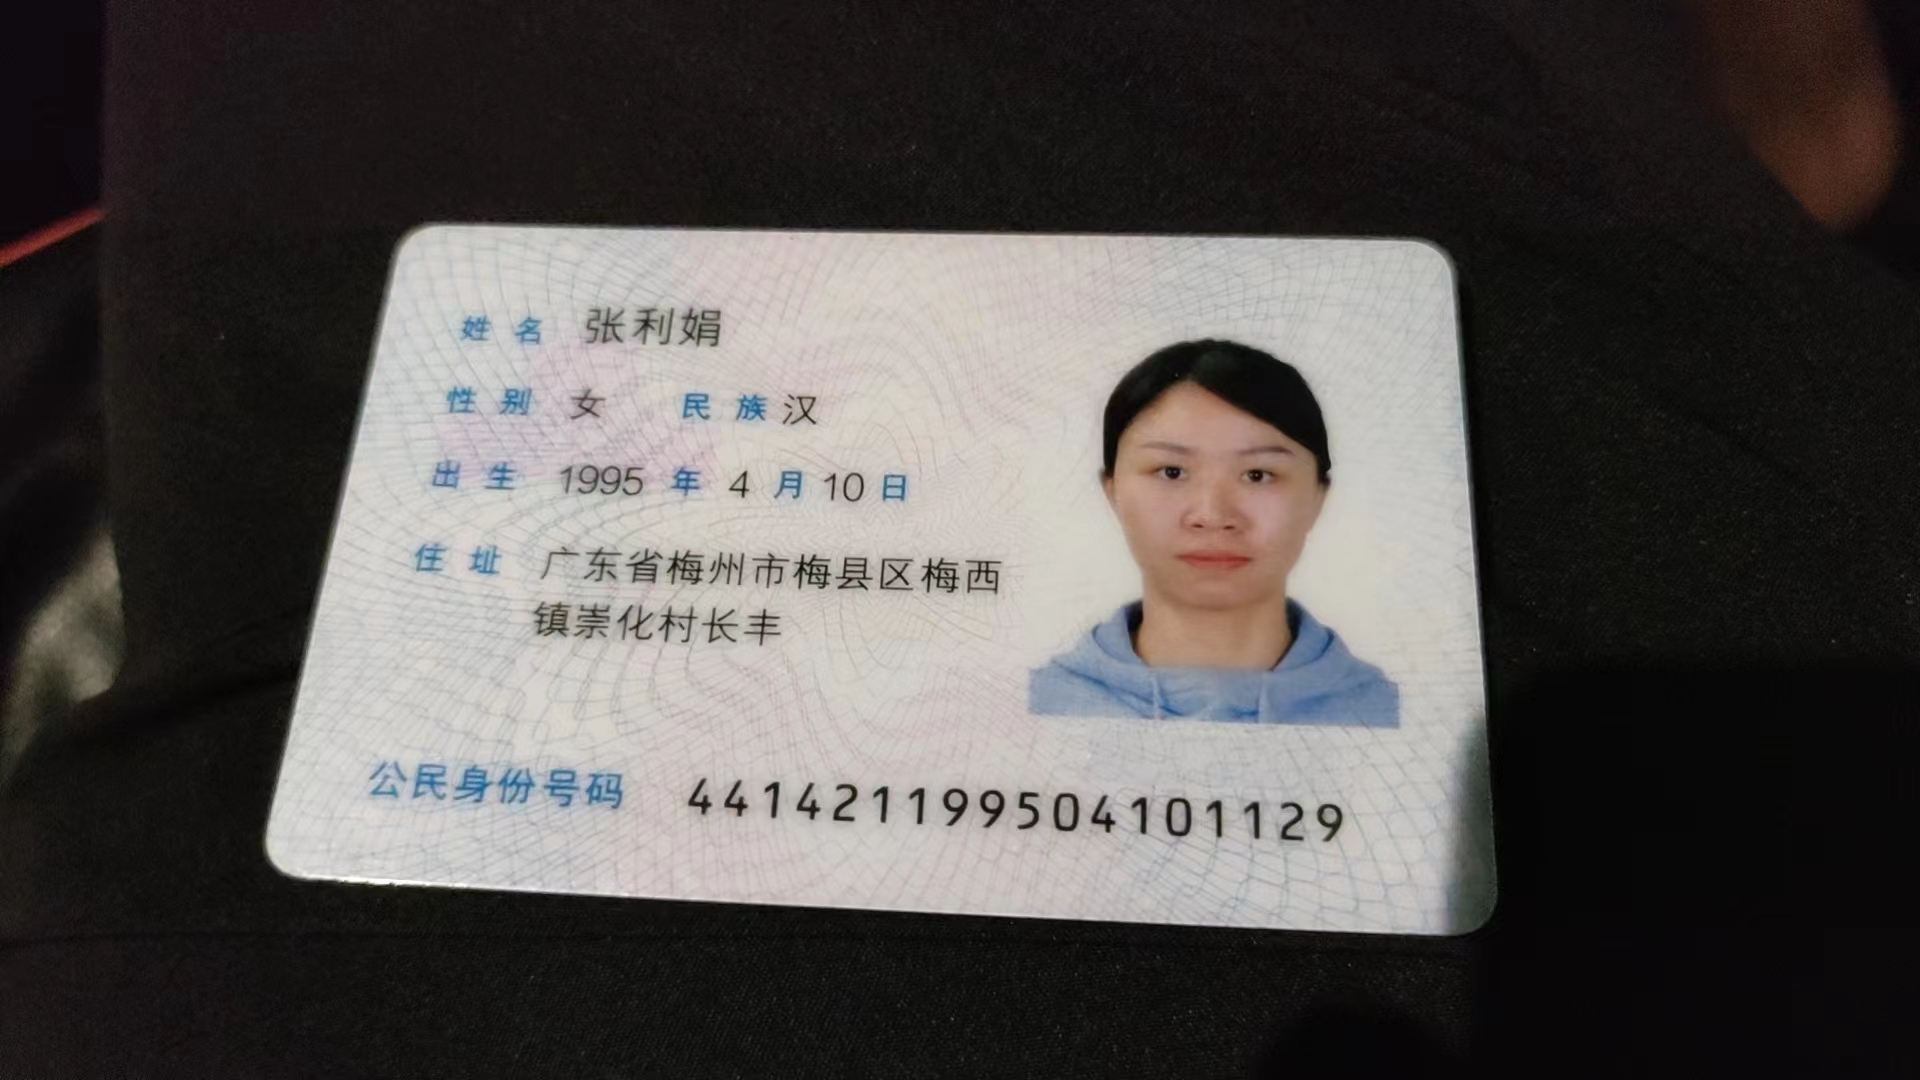 姓名 张利娟
性别 女 民族 汉
出生 1995 年 4 月 10 日
住址 广东省梅州市梅县区梅西
镇崇化村长丰
公民身份号码 441421199504101129